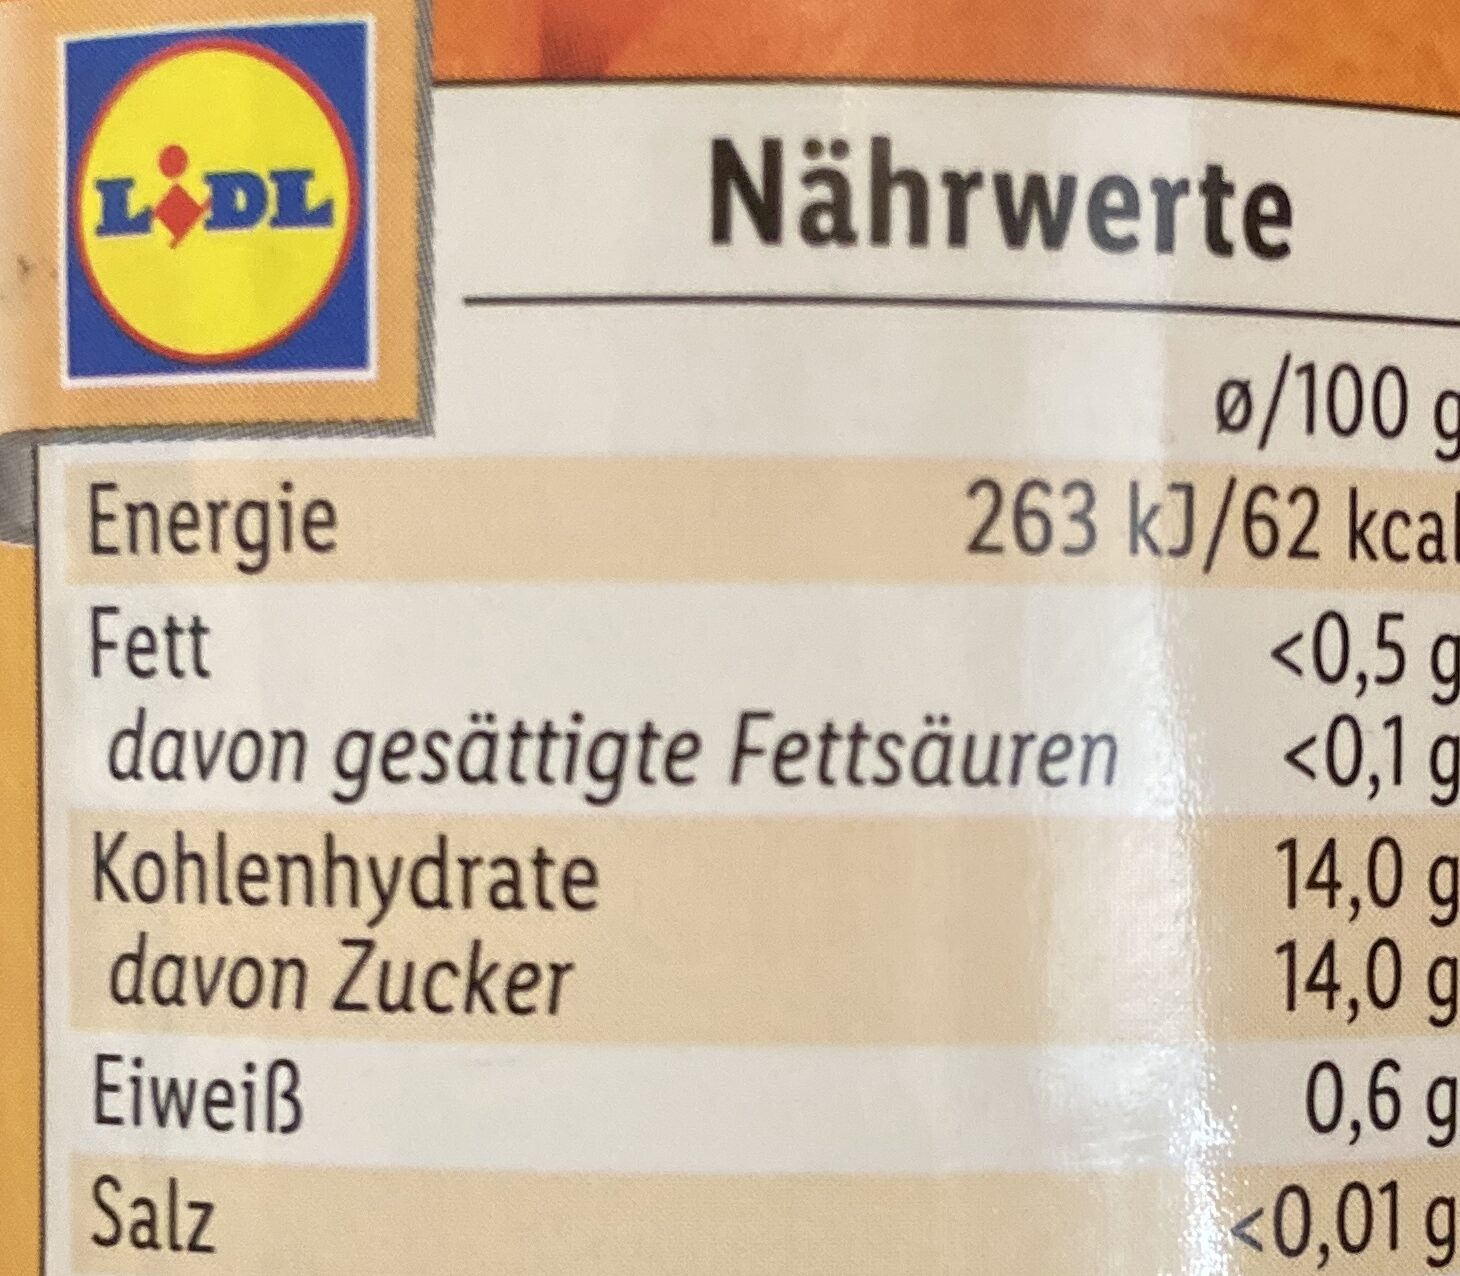 LiDL
Nährwerte
ø/100 g
Energie 263 kJ/62 kcal
Fett <0,5 g
davon gesättigte Fettsäuren <0,1 g
Kohlenhydrate 14,0 g
davon Zucker 14,0 g
Eiweiß 0,6 g
Salz <0,01 g